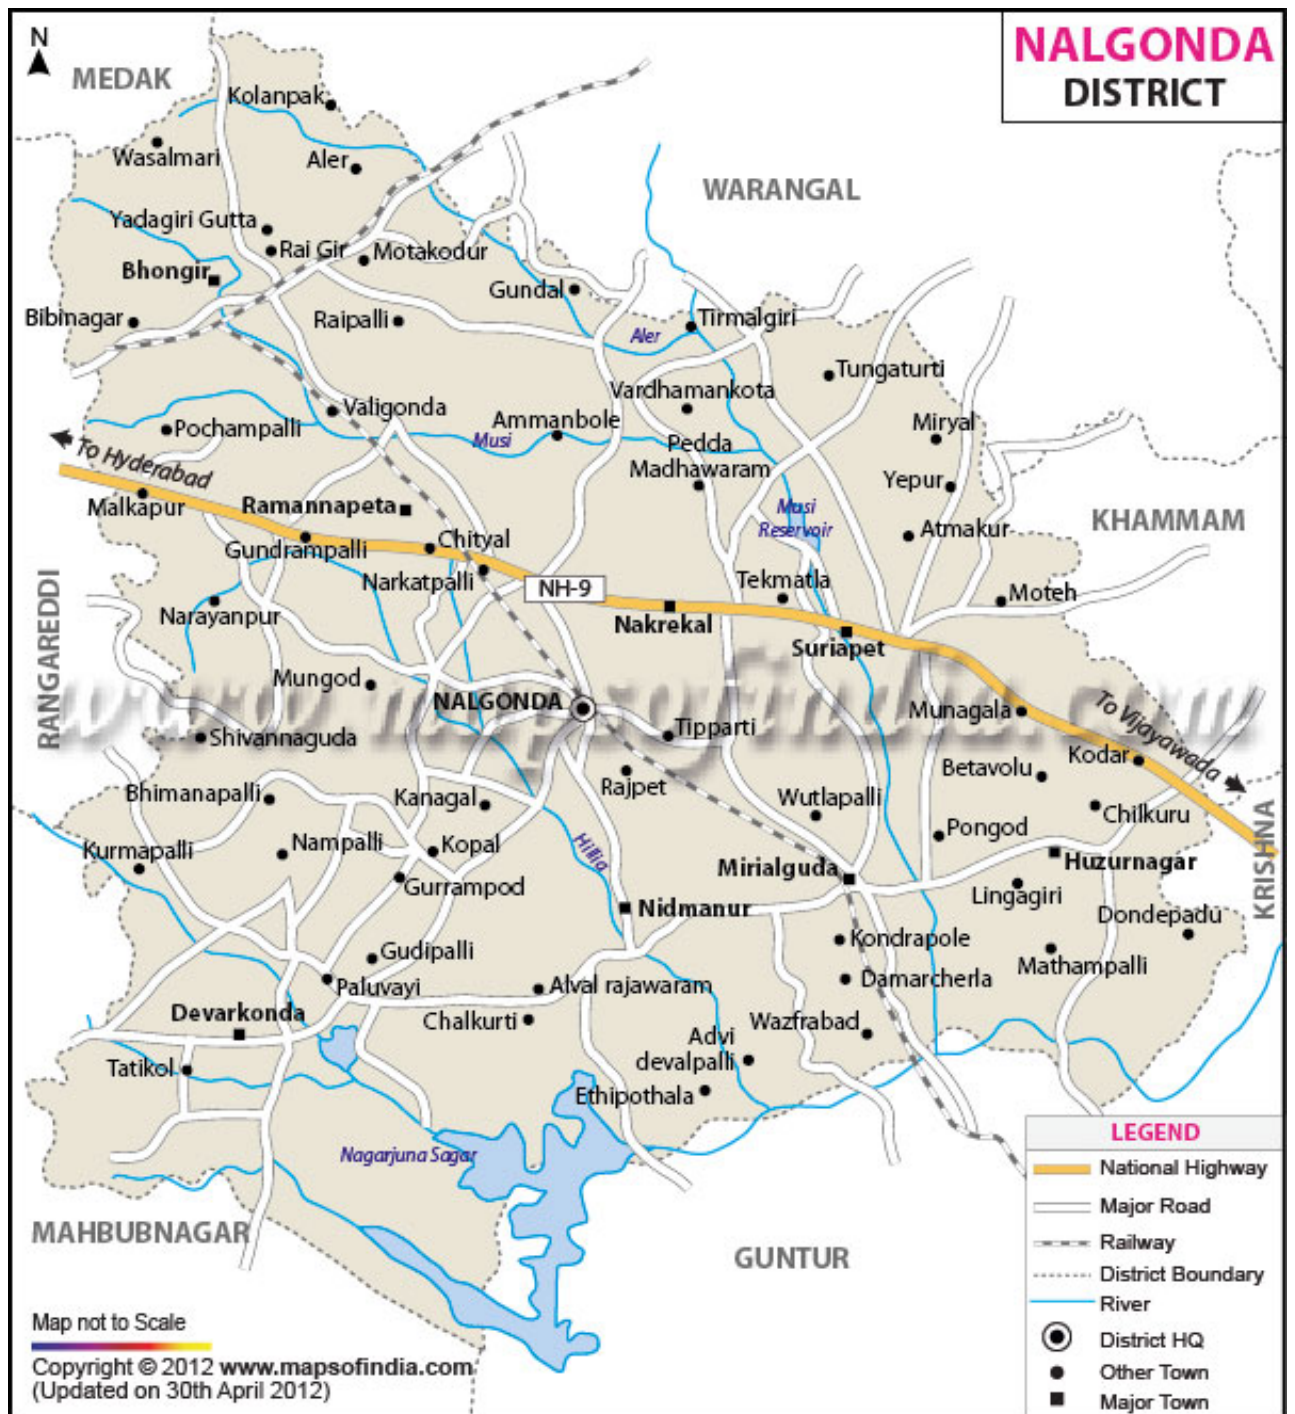 N
NALGONDA
DISTRICT
MEDAK
Kolanpak
Wasalmari
Aler
WARANGAL
Yadagiri Gutta
Rai Gir
Motakodur
Bhongir
Gundal
Bibinagar
Raipalli
Tirmalgiri
Aler
Tungaturti
Vardhamankota
Valigonda
Ammanbole
Miryal
Pochampalli
Musi
Pedda
Madhawaram
To Hyderabad
Yepur
Malkapur
Ramannapeta
Musi
Reservoir
KHAMMAM
Atmakur
Gundrampalli
Chityal
Narkatpalli
NH-9
Tekmatla
Moteh
Narayanpur
Nakrekal
Suriapet
RANGAREDDI
www.mapsofindia.com
Mungod
NALGONDA
Munagala
To Vijayawada
Tipparti
Shivannaguda
Kodar
Betavolu
Rajpet
Bhimanapalli
Kanagal
Wutlapalli
Chilkuru
Pongod
KRISHNA
Kurmapalli
Nampalli
Kopal
Hillia
Mirialguda
Huzurnagar
Gurrampod
Lingagiri
Nidmanur
Dondepadu
Kondrapole
Gudipalli
Mathampalli
Paluvayi
Alval rajawaram
Damarcherla
Devarkonda
Chalkurti
Wazfrabad
Advi
devalpalli
Tatikol
Ethipothala
Nagarjuna Sagar
MAHBUBNAGAR
GUNTUR
LEGEND
National Highway
Major Road
Railway
District Boundary
River
District HQ
Other Town
Major Town
Map not to Scale
Copyright © 2012 www.mapsofindia.com
(Updated on 30th April 2012)